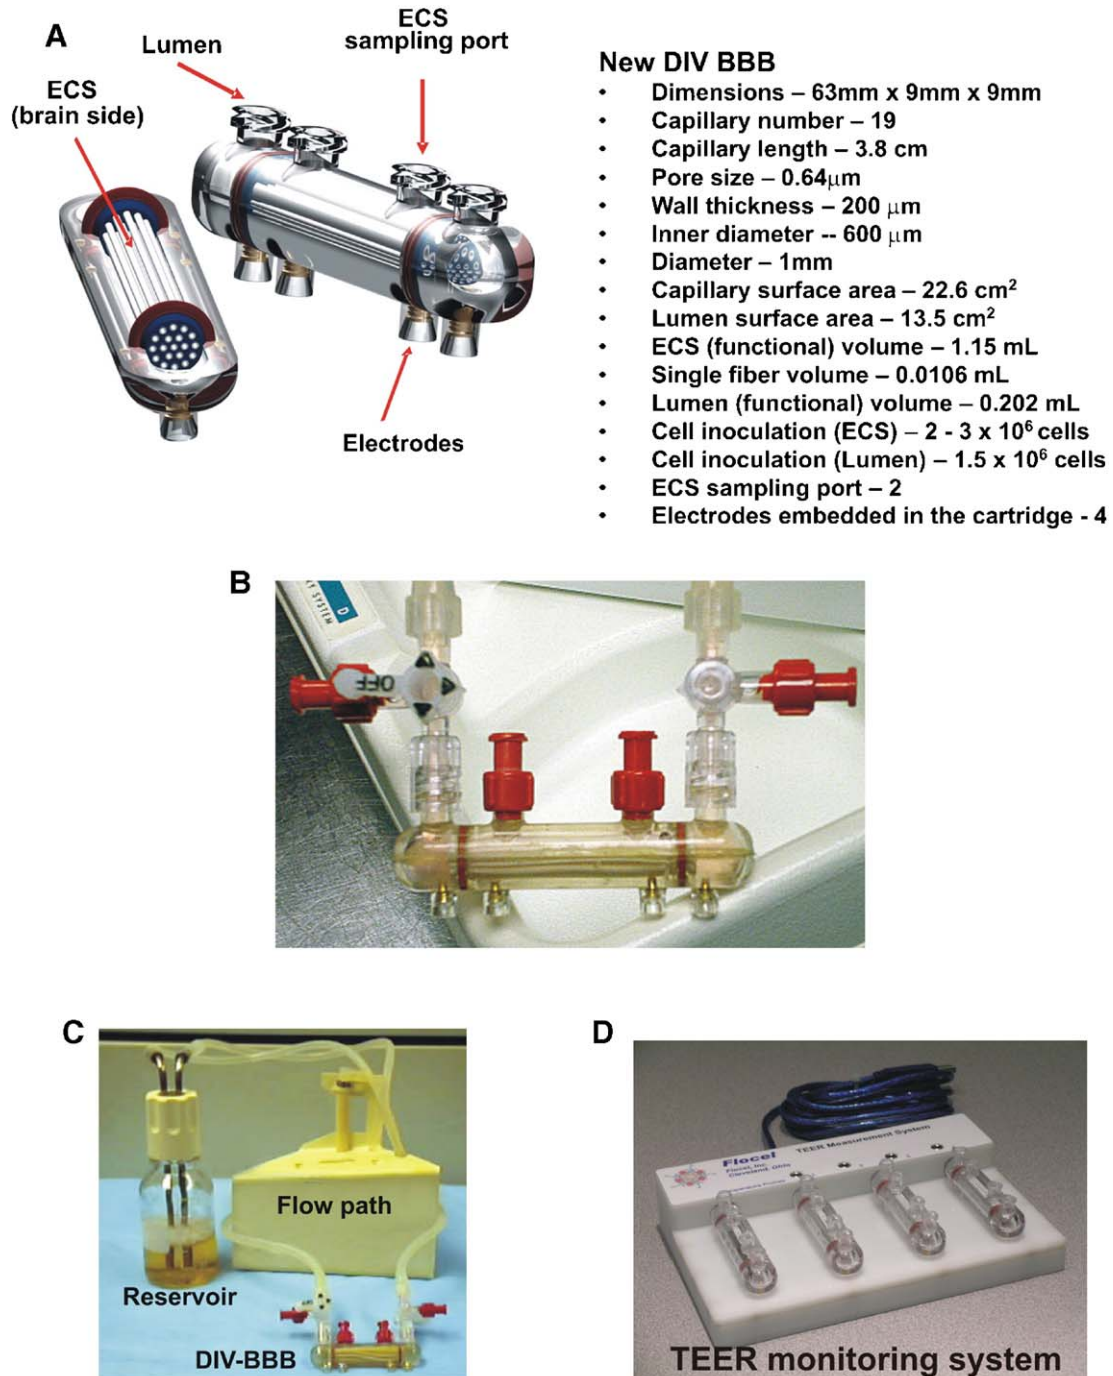 A
Lumen
ECS
sampling port
ECS
(brain side)
Electrodes
New DIV BBB
• Dimensions – 63mm x 9mm x 9mm
• Capillary number – 19
• Capillary length – 3.8 cm
• Pore size – 0.64μm
• Wall thickness – 200 μm
• Inner diameter -- 600 μm
• Diameter – 1mm
• Capillary surface area – 22.6 cm²
• Lumen surface area – 13.5 cm²
• ECS (functional) volume – 1.15 mL
• Single fiber volume – 0.0106 mL
• Lumen (functional) volume – 0.202 mL
• Cell inoculation (ECS) – 2 - 3 x 10⁶ cells
• Cell inoculation (Lumen) – 1.5 x 10⁶ cells
• ECS sampling port – 2
• Electrodes embedded in the cartridge - 4
B
D
SYSTEM
OFF
C
Flow path
Reservoir
DIV-BBB
D
Flocel
Flocel, Inc.
Cleveland, Ohio
TEER Measurement System
TEER monitoring system